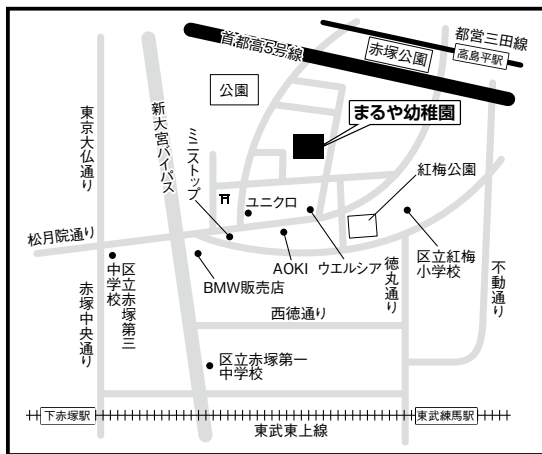 首都高5号線
都営三田線
赤塚公園
高島平駅
公園
まるや幼稚園
東京大仏通り
新大宮バイパス
ミニストップ
ユニクロ
紅梅公園
松月院通り
AOKI
ウエルシア
徳丸通り
区立紅梅
小学校
不動通り
区立赤塚第三
中学校
BMW販売店
赤塚中央通り
西徳通り
区立赤塚第一
中学校
下赤塚駅
東武練馬駅
東武東上線